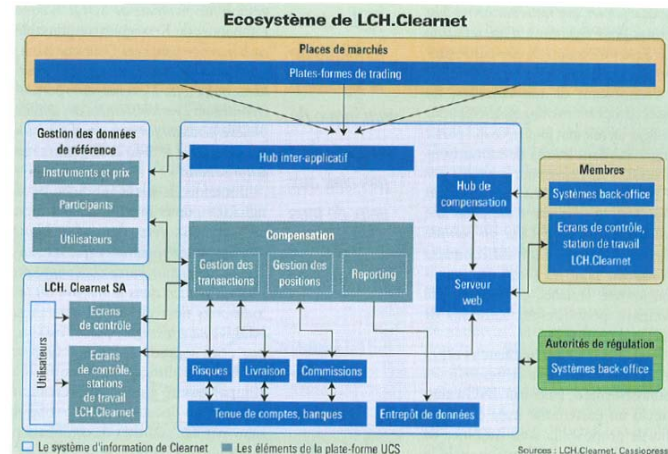 Ecosystème de LCH.Clearnet
Places de marchés
Plates-formes de trading
Gestion des données
de référence
Instruments et prix
Participants
Utilisateurs
Hub inter-applicatif
Hub de
compensation
Membres
Systèmes back-office
Ecrans de contrôle,
station de travail
LCH.Clearnet
Compensation
Gestion des
transactions
Gestion des
positions
Reporting
Serveur
web
LCH. Clearnet SA
Utilisateurs
Ecrans
de contrôle
Ecrans
de contrôle,
stations
de travail
LCH.Clearnet
Autorités de régulation
Systèmes back-office
Risques
Livraison
Commissions
Tenue de comptes, banques
Entrepôt de données
Le système d'information de Clearnet
Les éléments de la plate-forme UCS
Sources : LCH.Clearnet, Cassiopress